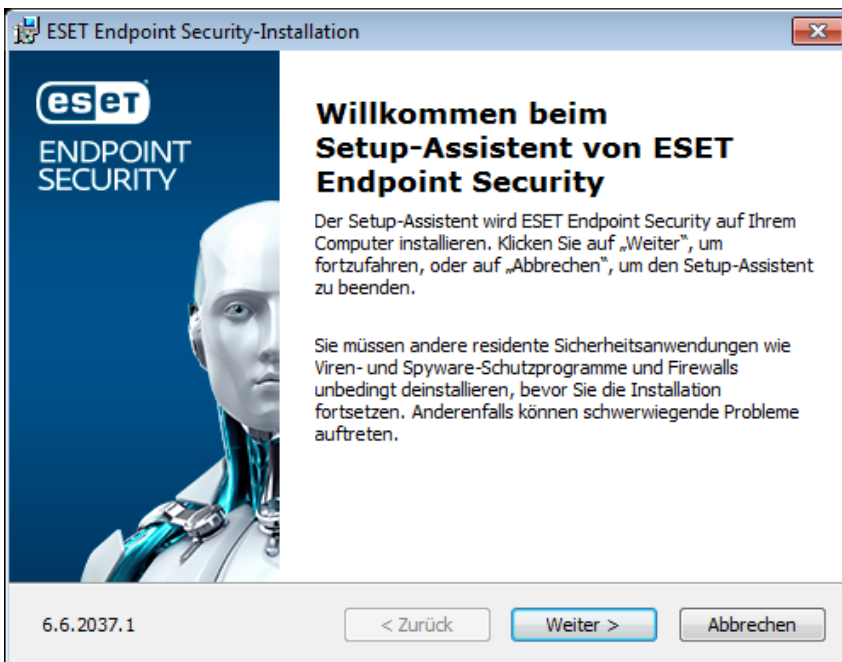 ESET Endpoint Security-Installation
eset
ENDPOINT
SECURITY
Willkommen beim
Setup-Assistent von ESET
Endpoint Security
Der Setup-Assistent wird ESET Endpoint Security auf Ihrem
Computer installieren. Klicken Sie auf „Weiter“, um
fortzufahren, oder auf „Abbrechen“, um den Setup-Assistent
zu beenden.
Sie müssen andere residente Sicherheitsanwendungen wie
Viren- und Spyware-Schutzprogramme und Firewalls
unbedingt deinstallieren, bevor Sie die Installation
fortsetzen. Anderenfalls können schwerwiegende Probleme
auftreten.
6.6.2037.1
< Zurück
Weiter >
Abbrechen